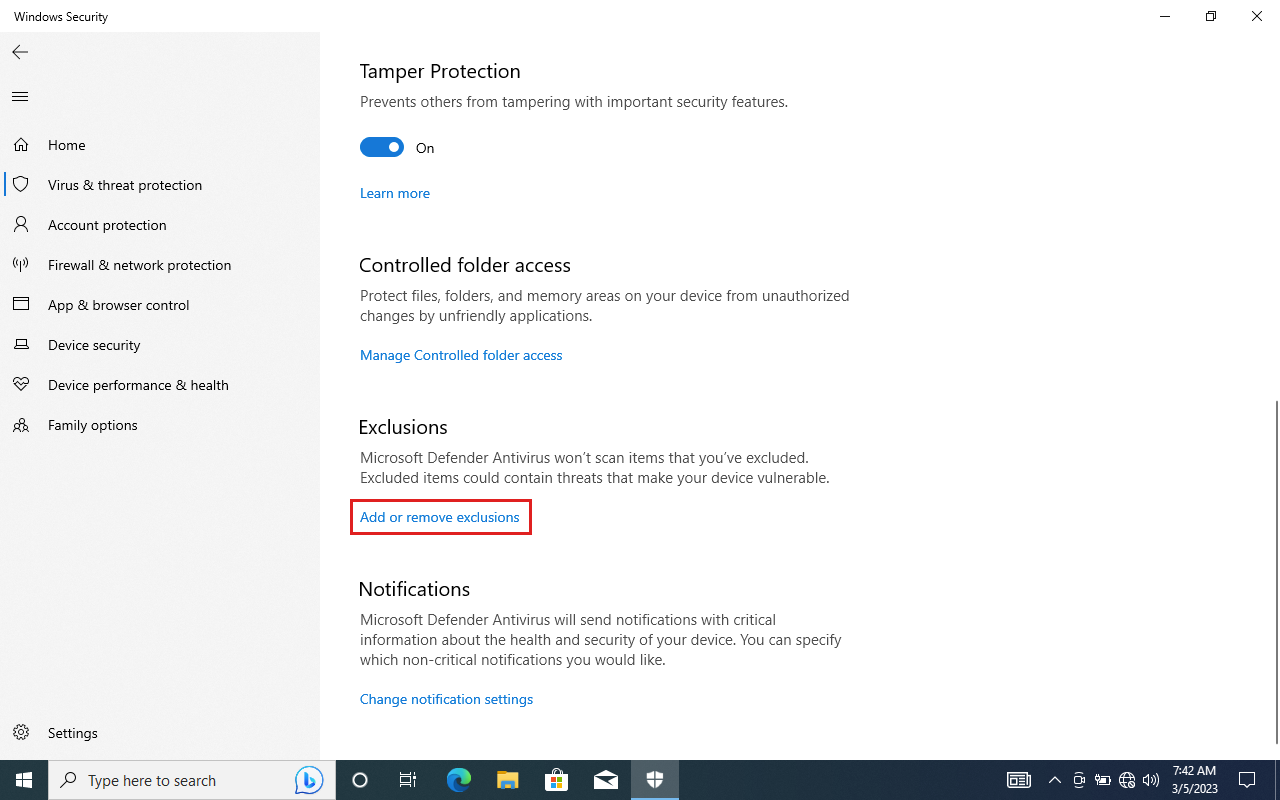 Windows Security
Home
Virus & threat protection
Account protection
Firewall & network protection
App & browser control
Device security
Device performance & health
Family options
Settings
Tamper Protection
Prevents others from tampering with important security features.
On
Learn more
Controlled folder access
Protect files, folders, and memory areas on your device from unauthorized
changes by unfriendly applications.
Manage Controlled folder access
Exclusions
Microsoft Defender Antivirus won’t scan items that you’ve excluded.
Excluded items could contain threats that make your device vulnerable.
Add or remove exclusions
Notifications
Microsoft Defender Antivirus will send notifications with critical
information about the health and security of your device. You can specify
which non-critical notifications you would like.
Change notification settings
Type here to search
7:42 AM
3/5/2023